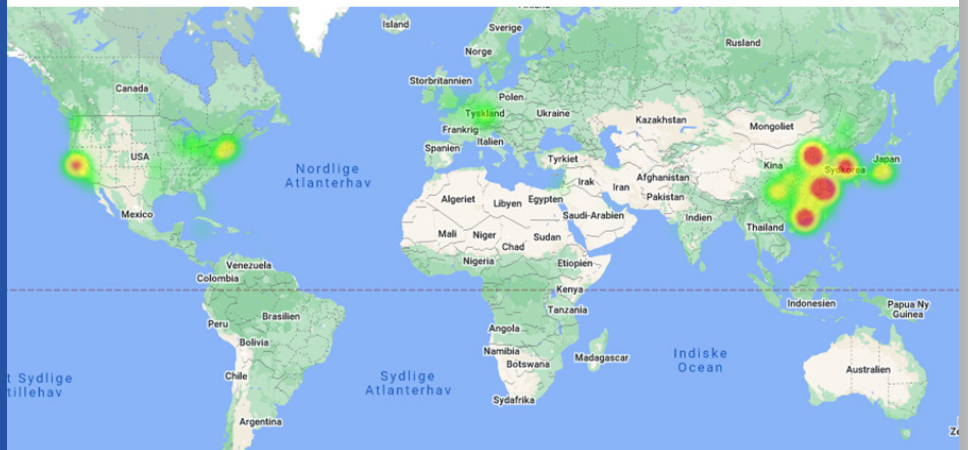 Island
Sverige
Norge
Rusland
Canada
Storbritannien
Polen
Tyskland
Ukraine
Kazakhstan
Mongoliet
Frankrig
Italien
Spanien
USA
Tyrkiet
Kina
Sydkorea
Japan
Nordlige
Atlanterhav
Afghanistan
Irak
Iran
Pakistan
Algeriet
Libyen
Egypten
Saudi-Arabien
Indien
Mexico
Thailand
Mali
Niger
Sudan
Chad
Nigeria
Etiopien
Venezuela
Colombia
Kenya
Indonesien
Papua Ny
Guinea
Tanzania
Brasilien
Peru
Angola
Bolivia
Namibia
Botswana
Madagascar
Indiske
Ocean
Australien
Chile
t Sydlige
tillehav
Sydlige
Atlanterhav
Sydafrika
Argentina